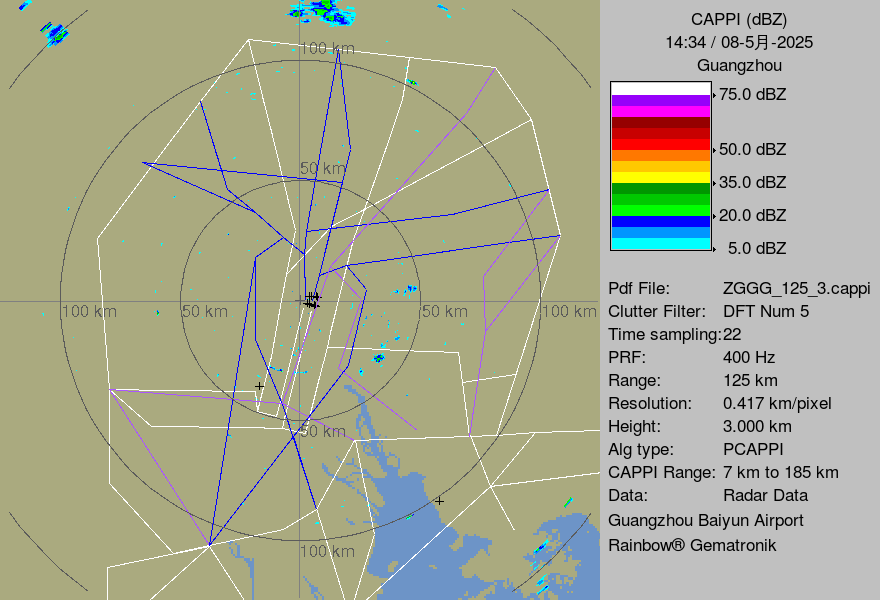 100 km
50 km
100 km
50 km
50 km
100 km
50 km
100 km
CAPPI (dBZ)
14:34 / 08-5月-2025
Guangzhou
75.0 dBZ
50.0 dBZ
35.0 dBZ
20.0 dBZ
5.0 dBZ
Pdf File: ZGGG_125_3.cappi
Clutter Filter: DFT Num 5
Time sampling:22
PRF: 400 Hz
Range: 125 km
Resolution: 0.417 km/pixel
Height: 3.000 km
Alg type: PCAPPI
CAPPI Range: 7 km to 185 km
Data: Radar Data
Guangzhou Baiyun Airport
Rainbow® Gematronik